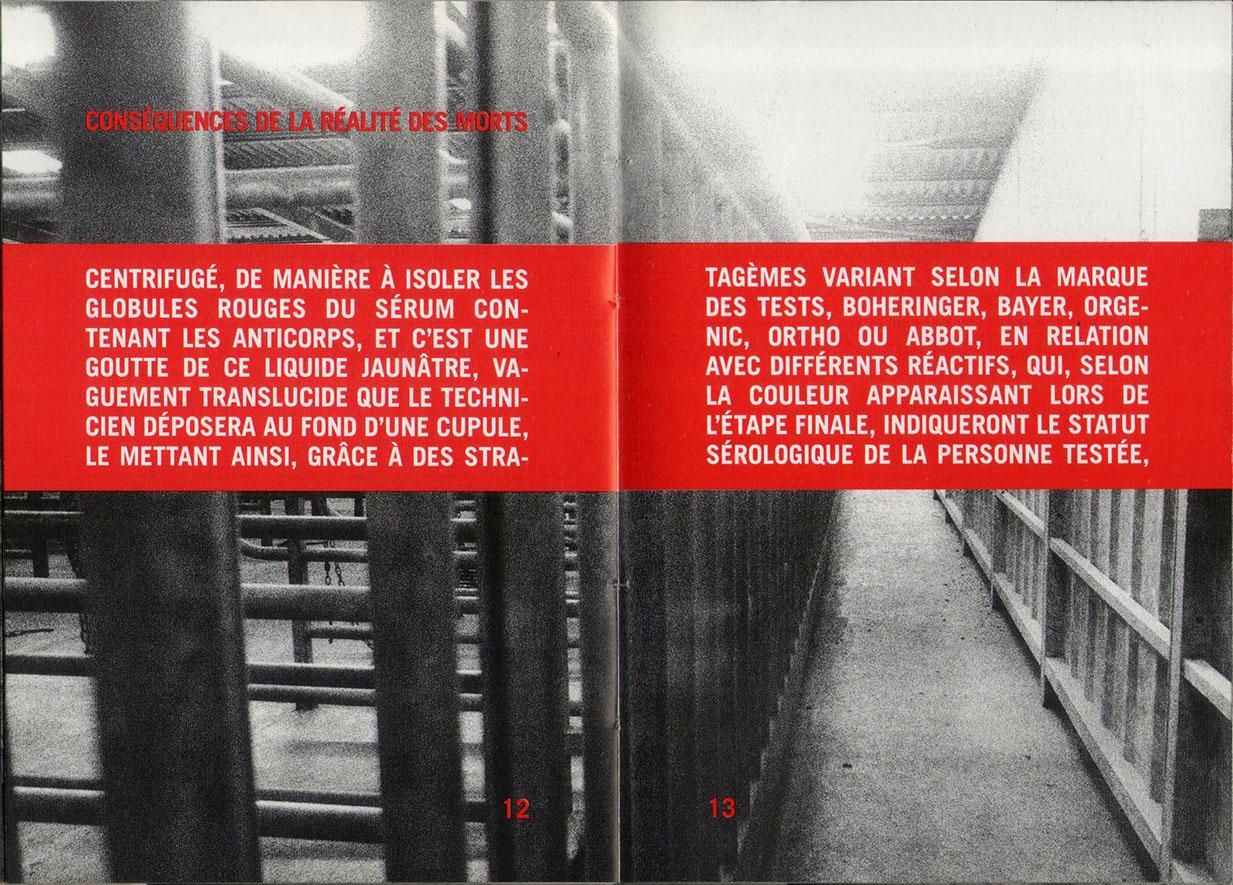 CONSÉQUENCES DE LA RÉALITÉ DES MORTS
CENTRIFUGÉ, DE MANIÈRE À ISOLER LES
GLOBULES ROUGES DU SÉRUM CON-
TENANT LES ANTICORPS, ET C'EST UNE
GOUTTE DE CE LIQUIDE JAUNÂTRE, VA-
GUEMENT TRANSLUCIDE QUE LE TECHNI-
CIEN DÉPOSERA AU FOND D'UNE CUPULE,
LE METTANT AINSI, GRÂCE À DES STRA-
12
TAGÈMES VARIANT SELON LA MARQUE
DES TESTS, BOHERINGER, BAYER, ORGE-
NIC, ORTHO OU ABBOT, EN RELATION
AVEC DIFFÉRENTS RÉACTIFS, QUI, SELON
LA COULEUR APPARAISSANT LORS DE
L'ÉTAPE FINALE, INDIQUERONT LE STATUT
SÉROLOGIQUE DE LA PERSONNE TESTÉE,
13